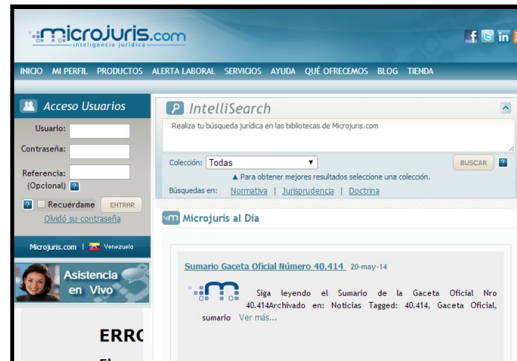 microjuris.com
inteligencia jurídica
INICIO MI PERFIL PRODUCTOS ALERTA LABORAL SERVICIOS AYUDA QUÉ OFRECEMOS BLOG TIENDA
Acceso Usuarios
Usuario:
Contraseña:
Referencia:
(Opcional)
Recuérdame ENTRAR
Olvidó su contraseña
Microjuris.com | Venezuela
Asistencia
en Vivo
ERRO
IntelliSearch
Realiza tu búsqueda jurídica en las bibliotecas de Microjuris.com
Colección: Todas BUSCAR
▲ Para obtener mejores resultados seleccione una colección.
Búsquedas en: Normativa | Jurisprudencia | Doctrina
Microjuris al Día
Sumario Gaceta Oficial Número 40.414 20-may-14
Siga leyendo el Sumario de la Gaceta Oficial Nro
40.414Archivado en: Noticias Tagged: 40.414, Gaceta Oficial,
sumario Ver más...